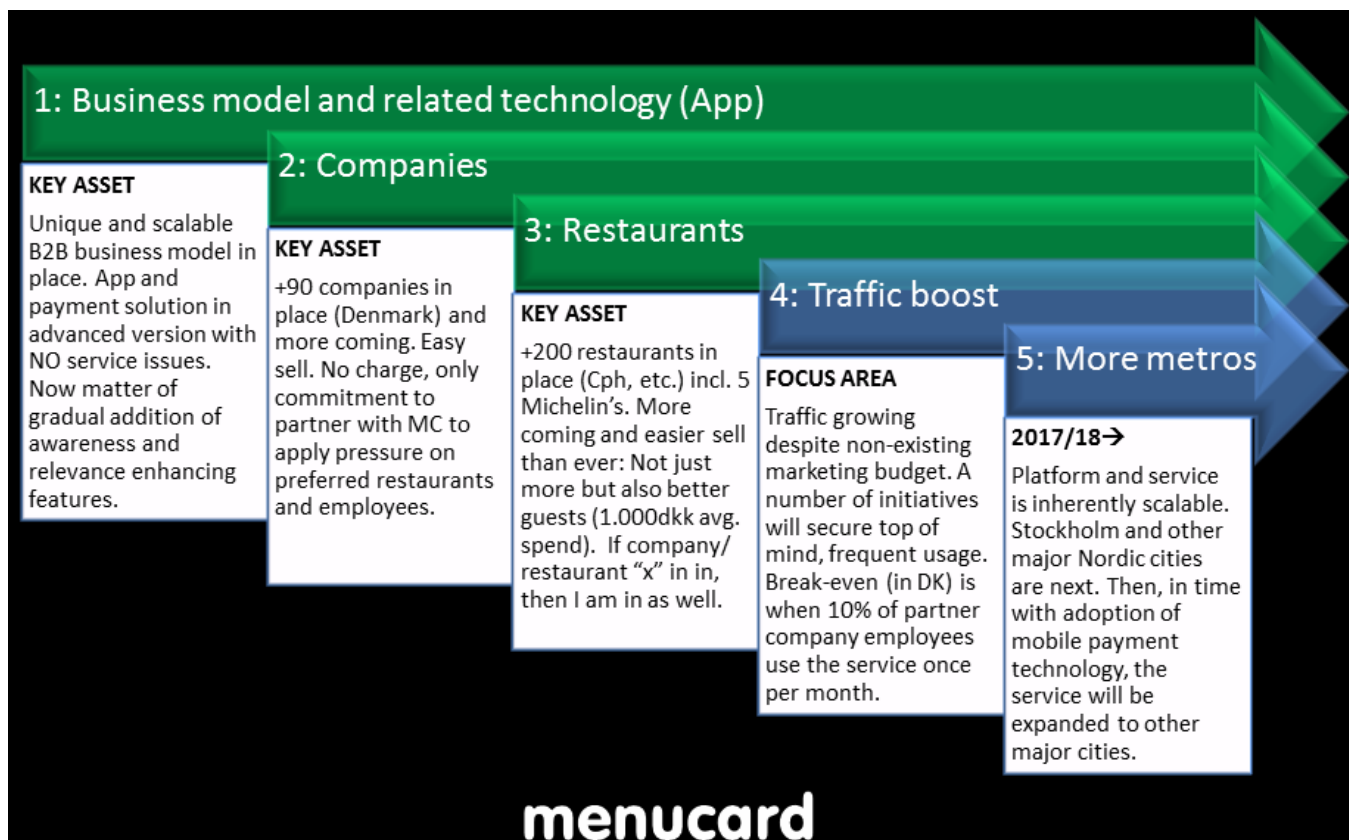 1: Business model and related technology (App)
KEY ASSET
Unique and scalable
B2B business model in
place. App and
payment solution in
advanced version with
NO service issues.
Now matter of
gradual addition of
awareness and
relevance enhancing
features.
2: Companies
KEY ASSET
+90 companies in
place (Denmark) and
more coming. Easy
sell. No charge, only
commitment to
partner with MC to
apply pressure on
preferred restaurants
and employees.
3: Restaurants
KEY ASSET
+200 restaurants in
place (Cph, etc.) incl. 5
Michelin’s. More
coming and easier sell
than ever: Not just
more but also better
guests (1.000dkk avg.
spend).  If company/
restaurant “x” in in,
then I am in as well.
4: Traffic boost
FOCUS AREA
Traffic growing
despite non-existing
marketing budget. A
number of initiatives
will secure top of
mind, frequent usage.
Break-even (in DK) is
when 10% of partner
company employees
use the service once
per month.
5: More metros
2017/18→
Platform and service
is inherently scalable.
Stockholm and other
major Nordic cities
are next. Then, in time
with adoption of
mobile payment
technology, the
service will be
expanded to other
major cities.
menucard